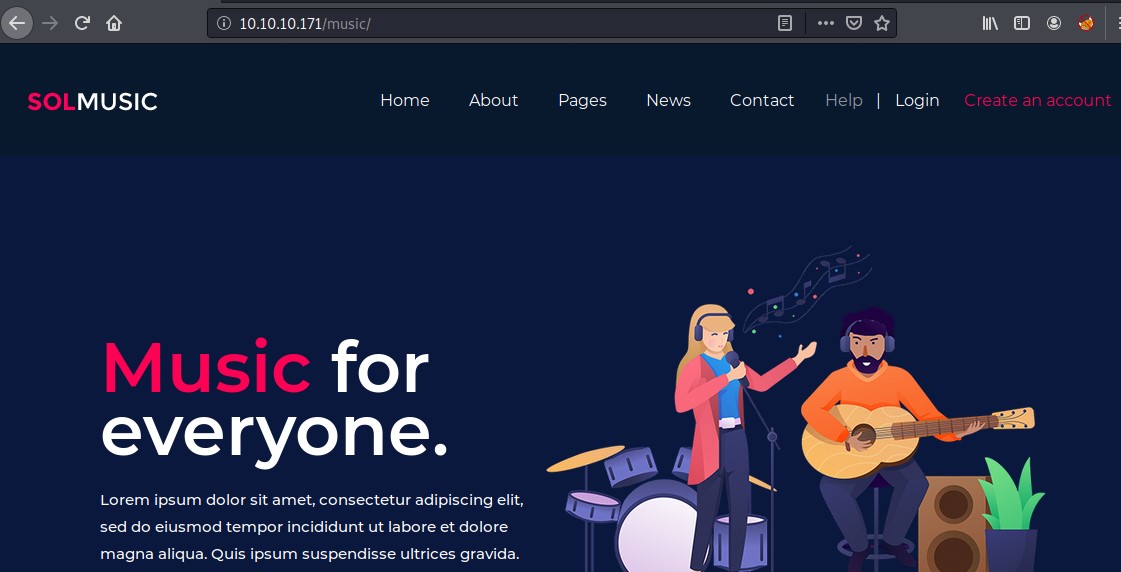 10.10.10.171/music/
SOLMUSIC Home About Pages News Contact Help | Login Create an account
Music for
everyone.
Lorem ipsum dolor sit amet, consectetur adipiscing elit,
sed do eiusmod tempor incididunt ut labore et dolore
magna aliqua. Quis ipsum suspendisse ultrices gravida.